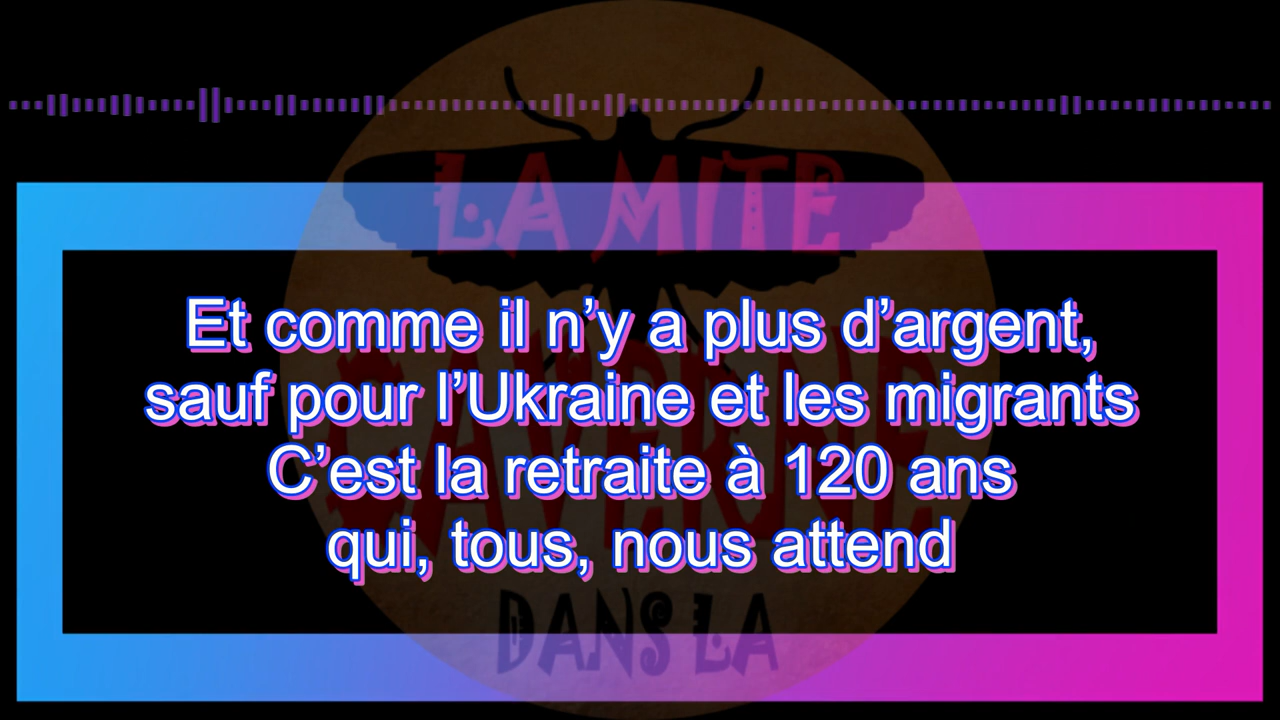 LA MITE
Et comme il n’y a plus d’argent,
sauf pour l’Ukraine et les migrants
C’est la retraite à 120 ans
qui, tous, nous attend
CAVERNE
DANS LA